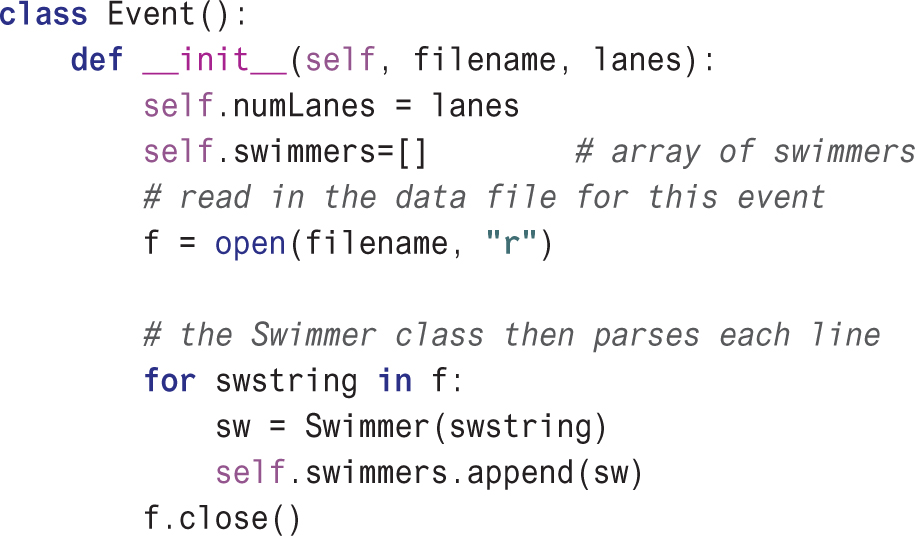 class Event():
    def __init__(self, filename, lanes):
        self.numLanes = lanes
        self.swimmers=[]        # array of swimmers
        # read in the data file for this event
        f = open(filename, "r")

        # the Swimmer class then parses each line
        for swstring in f:
            sw = Swimmer(swstring)
            self.swimmers.append(sw)
        f.close()